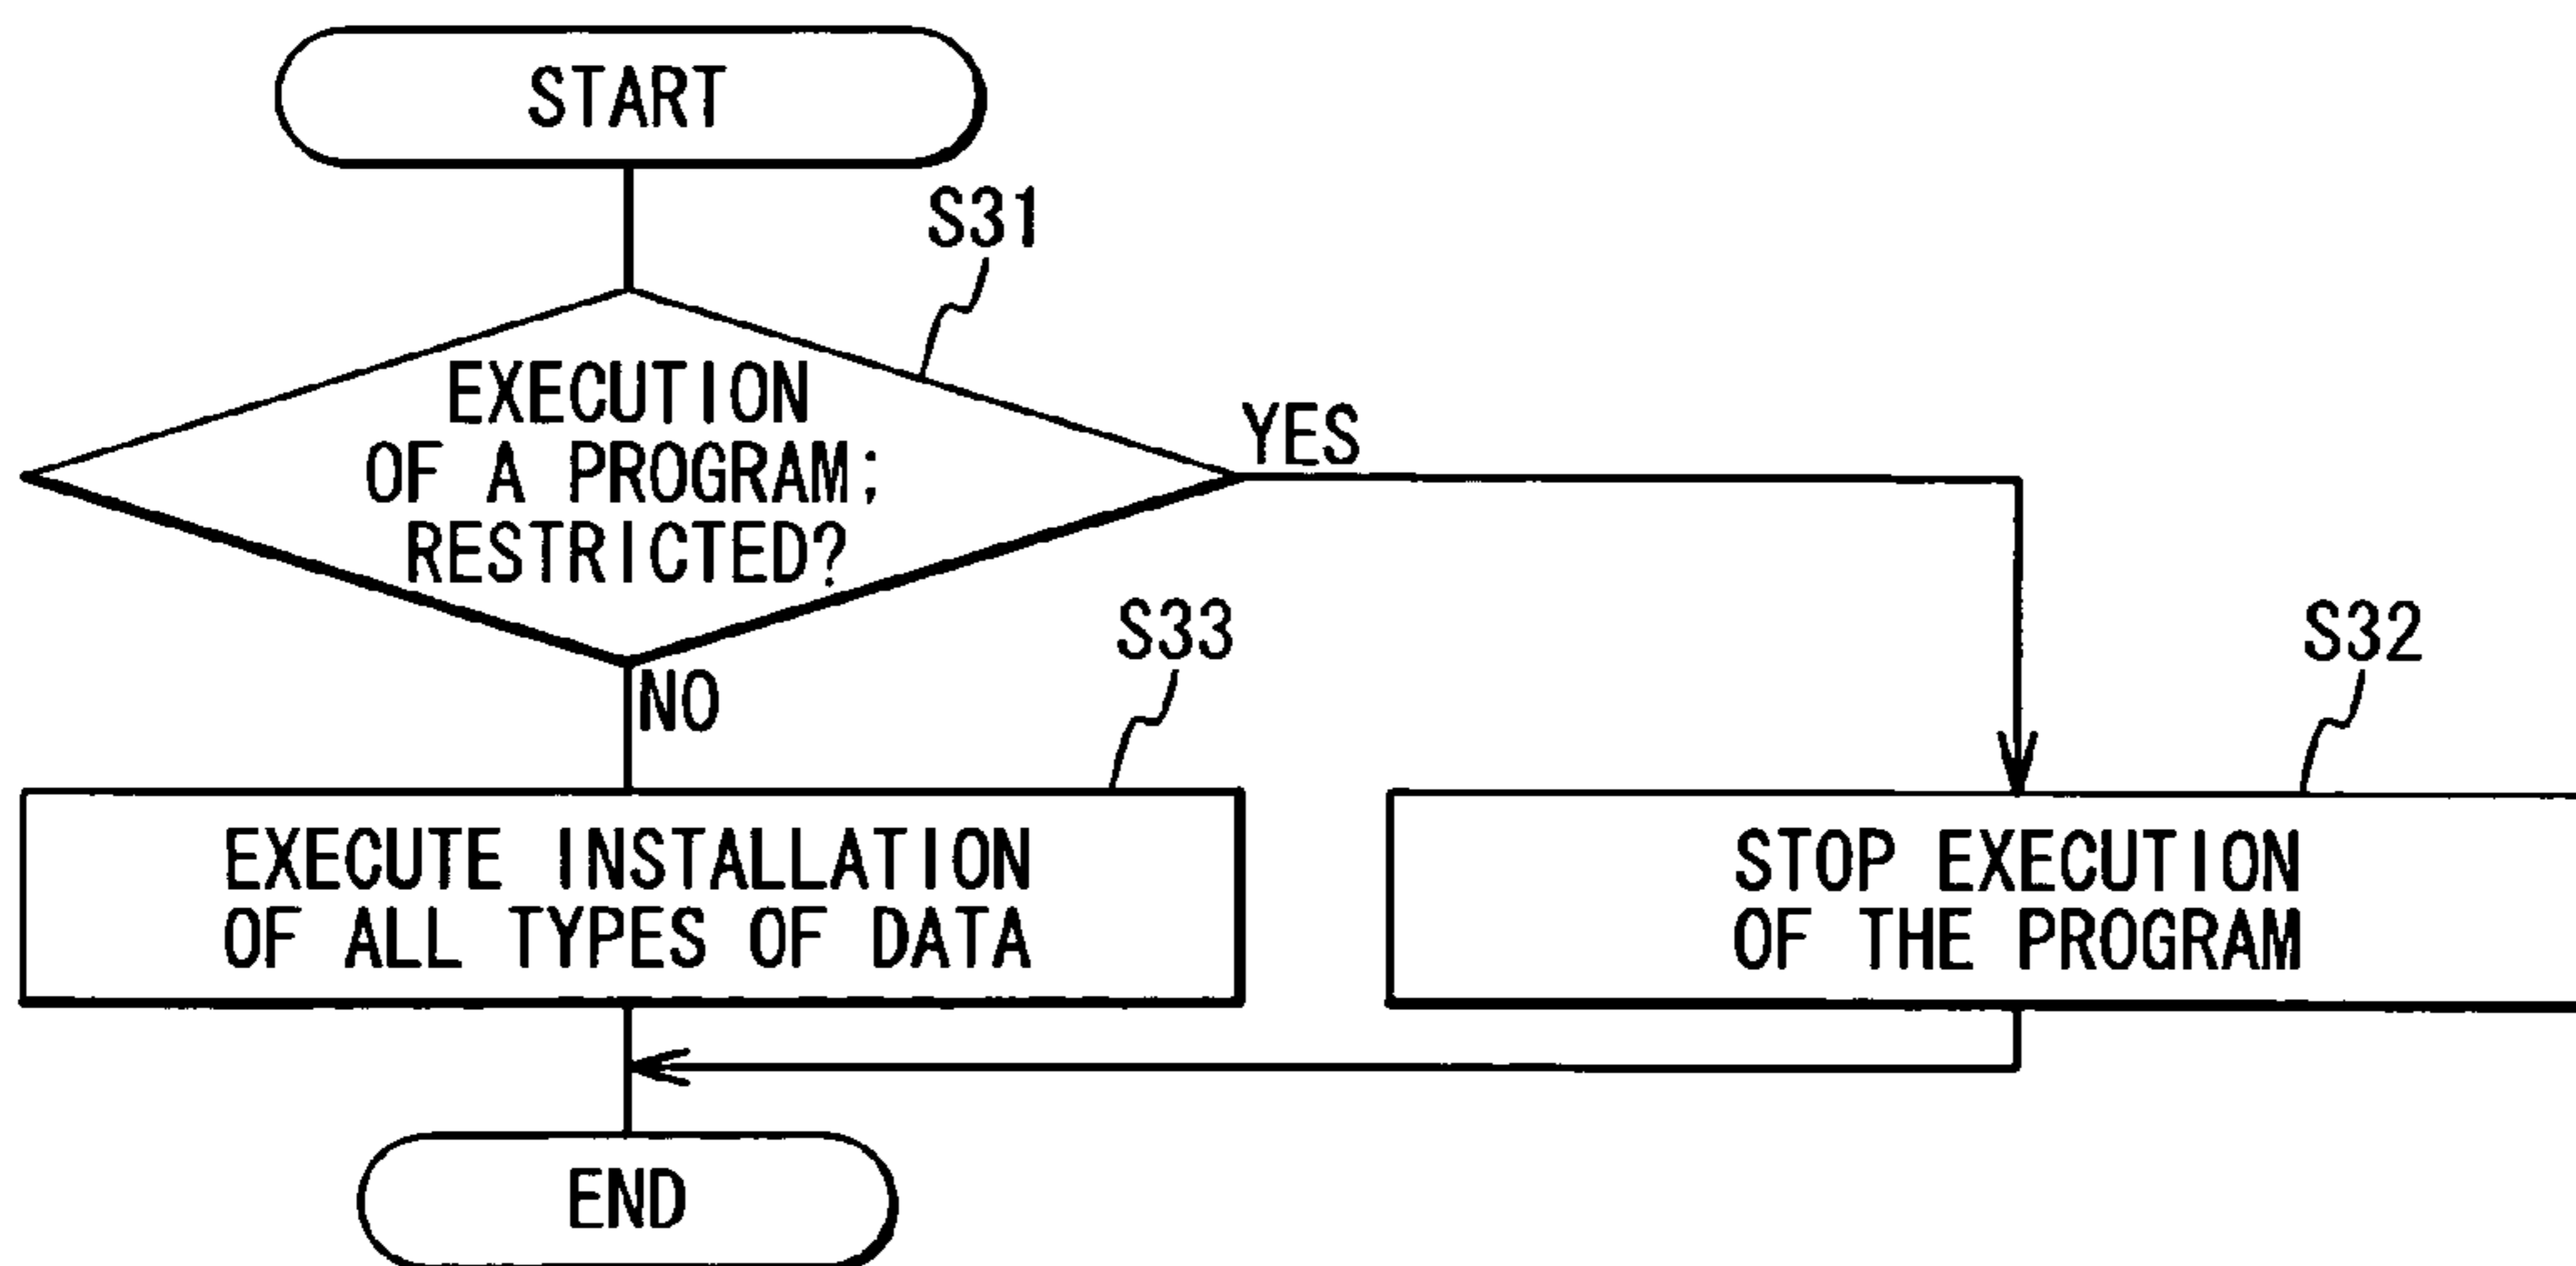 START
S31
EXECUTION
OF A PROGRAM;
RESTRICTED?
YES
NO
S33
S32
EXECUTE INSTALLATION
OF ALL TYPES OF DATA
STOP EXECUTION
OF THE PROGRAM
END